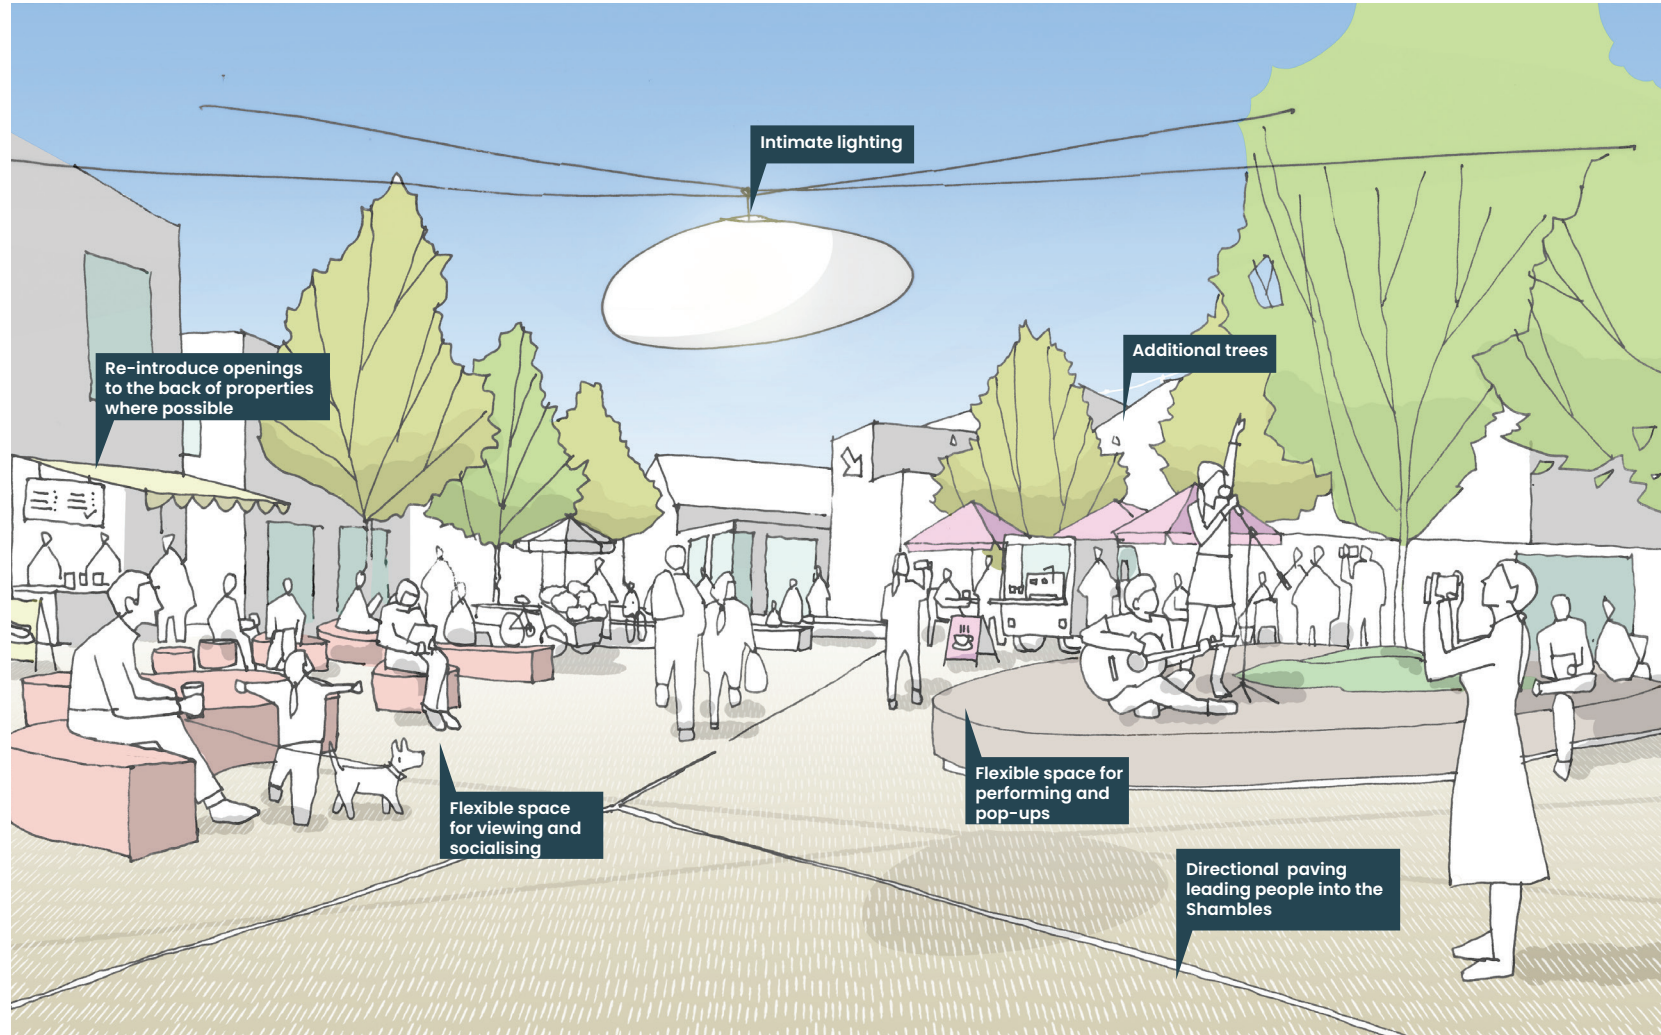 Intimate lighting
Additional trees
Re-introduce openings
to the back of properties
where possible
Flexible space for
performing and
pop-ups
Flexible space
for viewing and
socialising
Directional  paving
leading people into the
Shambles